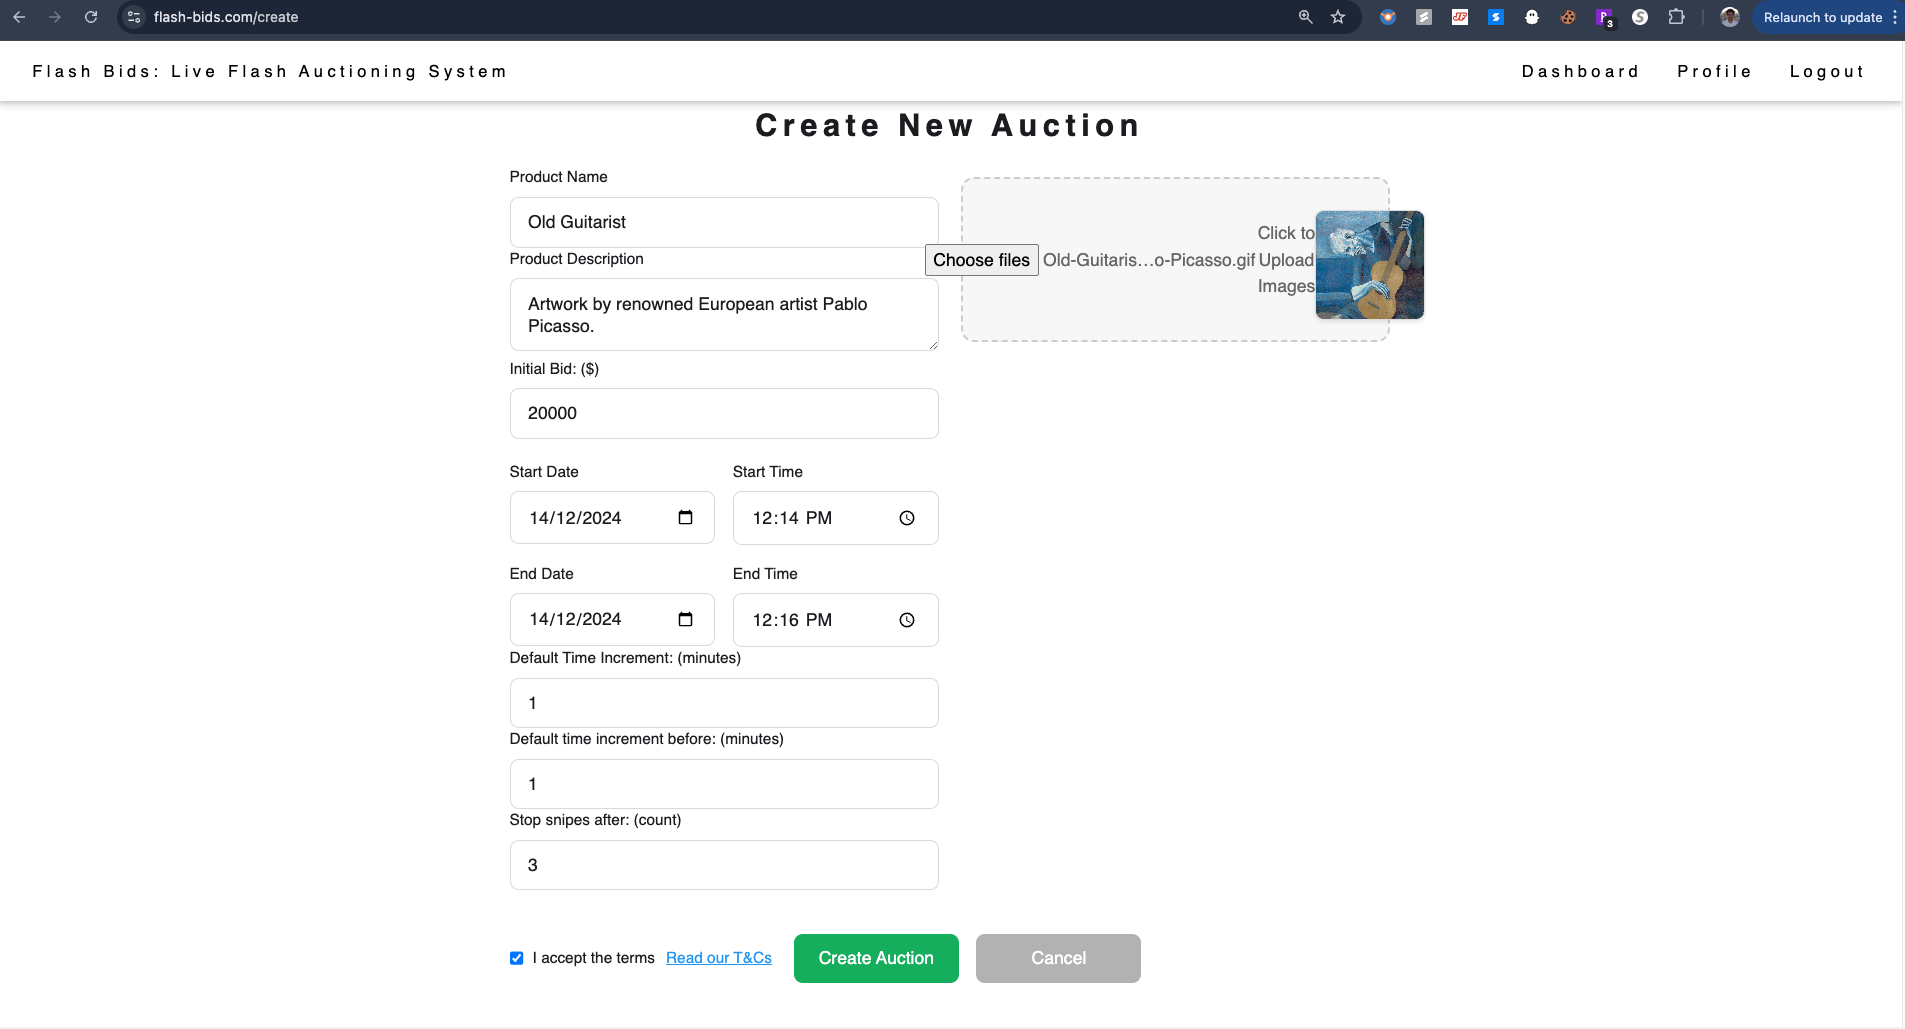 flash-bids.com/create
Relaunch to update
3
Flash Bids: Live Flash Auctioning System
Dashboard
Profile
Logout
Create New Auction
Product Name
Old Guitarist
Product Description
Artwork by renowned European artist Pablo
Picasso.
Initial Bid: ($)
20000
Start Date
Start Time
14/12/2024
12:14 PM
End Date
End Time
14/12/2024
12:16 PM
Default Time Increment: (minutes)
1
Default time increment before: (minutes)
1
Stop snipes after: (count)
3
Click to
Choose files Old-Guitaris…o-Picasso.gif Upload
Images
I accept the terms Read our T&Cs
Create Auction
Cancel